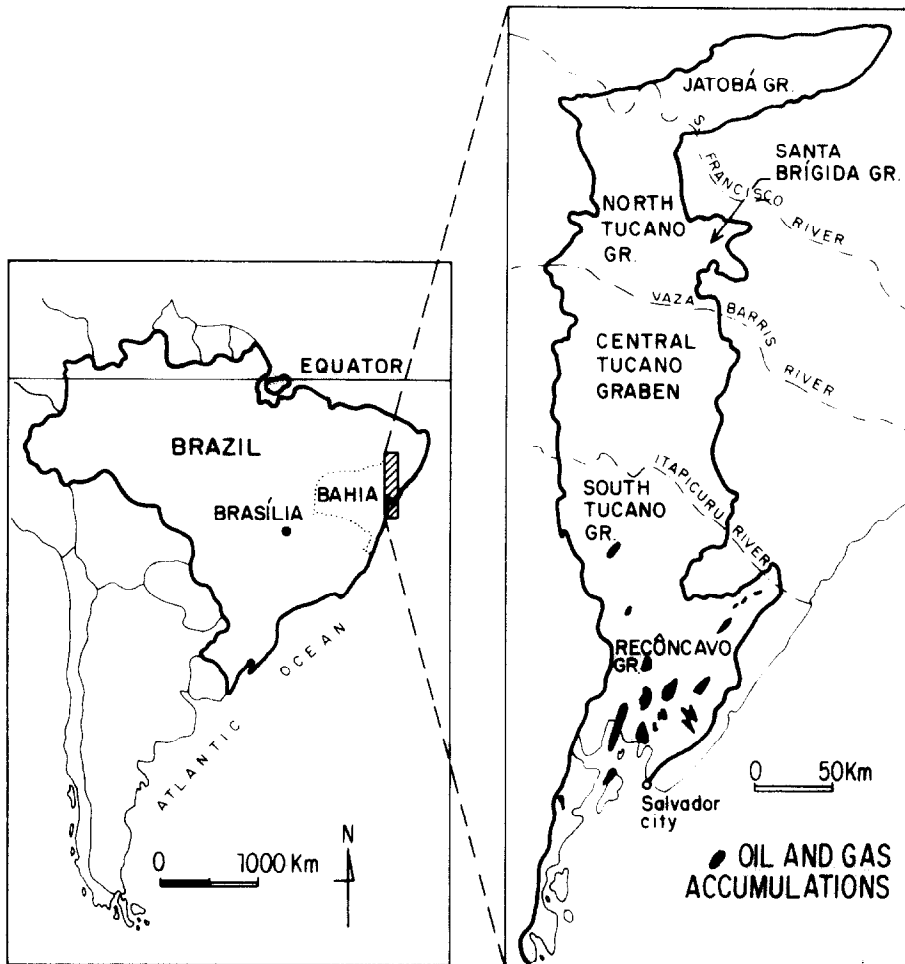 EQUATOR
BRAZIL
BAHIA
BRASÍLIA
ATLANTIC OCEAN
0 1000 Km
N
JATOBÁ GR.
S. FRANCISCO RIVER
SANTA
BRÍGIDA GR.
NORTH
TUCANO
GR.
VAZA BARRIS RIVER
CENTRAL
TUCANO
GRABEN
ITAPICURU RIVER
SOUTH
TUCANO
GR.
RECÔNCAVO
GR.
0 50Km
Salvador
city
OIL AND GAS
ACCUMULATIONS